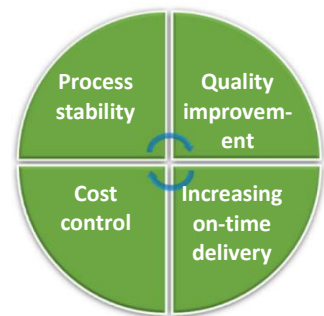 Process
stability
Quality
improvem-
ent
Cost
control
Increasing
on-time
delivery